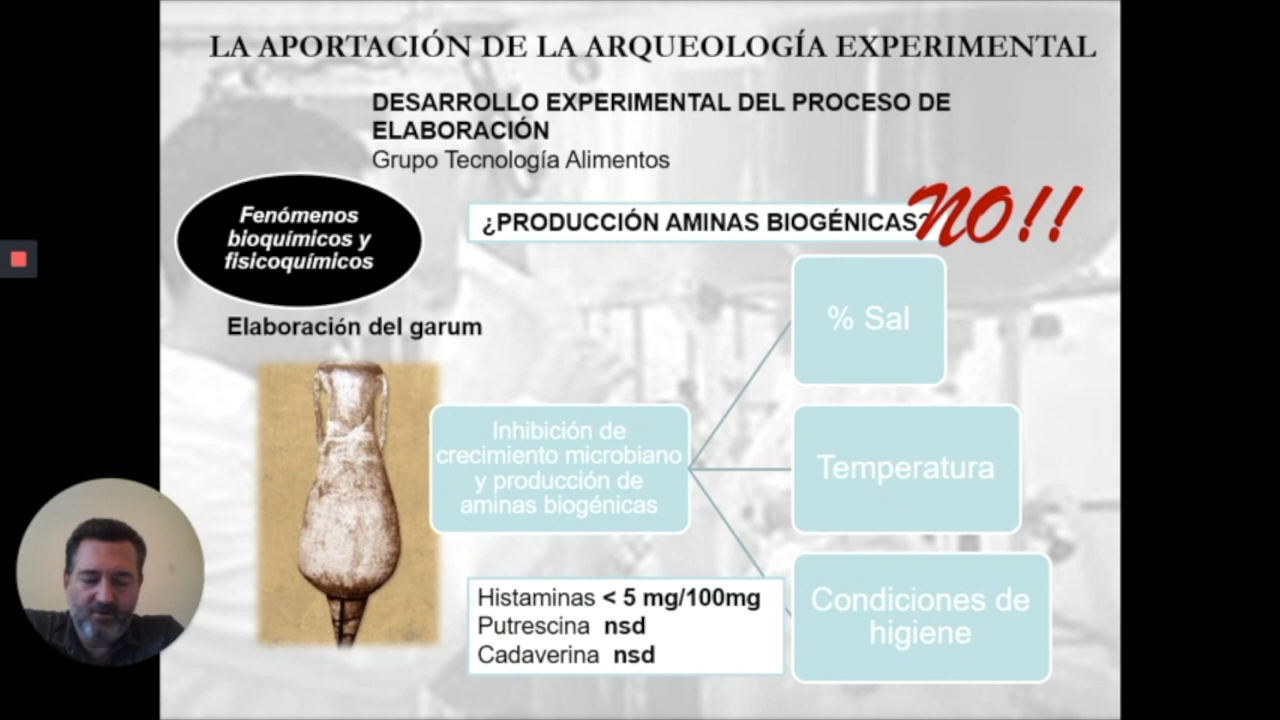 LA APORTACIÓN DE LA ARQUEOLOGÍA EXPERIMENTAL
DESARROLLO EXPERIMENTAL DEL PROCESO DE
ELABORACIÓN
Grupo Tecnología Alimentos
Fenómenos
bioquímicos y
fisicoquímicos
¿PRODUCCIÓN AMINAS BIOGÉNICAS?
NO!!
Elaboración del garum
% Sal
Inhibición de
crecimiento microbiano
y producción de
aminas biogénicas
Temperatura
Condiciones de
higiene
Histaminas < 5 mg/100mg
Putrescina nsd
Cadaverina nsd